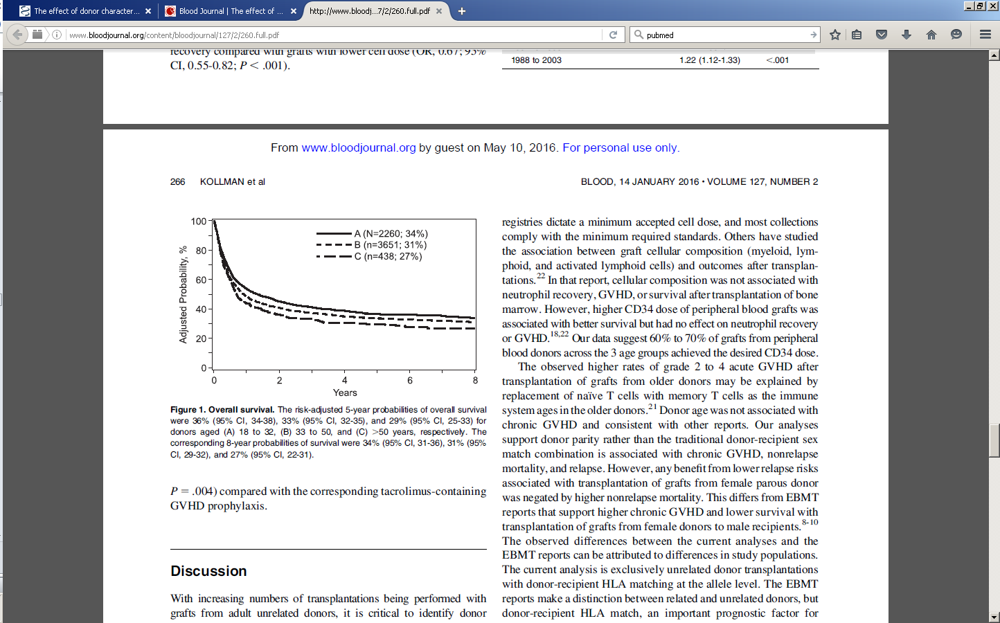 The effect of donor character...
Blood Journal | The effect of ...
http://www.bloodj...7/2/260.full.pdf
www.bloodjournal.org/content/bloodjournal/127/2/260.full.pdf
pubmed
recovery compared with grafts with lower cell dose (OR, 0.67; 95%
CI, 0.55-0.82; P < .001).
1988 to 2003 1.22 (1.12-1.33) <.001
From www.bloodjournal.org by guest on May 10, 2016. For personal use only.
266 KOLLMAN et al
BLOOD, 14 JANUARY 2016 • VOLUME 127, NUMBER 2
100
80
60
40
20
0
Adjusted Probability, %
A (N=2260; 34%)
B (n=3651; 31%)
C (n=438; 27%)
0 2 4 6 8
Years
Figure 1. Overall survival. The risk-adjusted 5-year probabilities of overall survival
were 36% (95% CI, 34-38), 33% (95% CI, 32-35), and 29% (95% CI, 25-33) for
donors aged (A) 18 to 32, (B) 33 to 50, and (C) >50 years, respectively. The
corresponding 8-year probabilities of survival were 34% (95% CI, 31-36), 31% (95%
CI, 29-32), and 27% (95% CI, 22-31).
P = .004) compared with the corresponding tacrolimus-containing
GVHD prophylaxis.
Discussion
With increasing numbers of transplantations being performed with
grafts from adult unrelated donors, it is critical to identify donor
registries dictate a minimum accepted cell dose, and most collections
comply with the minimum required standards. Others have studied
the association between graft cellular composition (myeloid, lym-
phoid, and activated lymphoid cells) and outcomes after transplan-
tations.22 In that report, cellular composition was not associated with
neutrophil recovery, GVHD, or survival after transplantation of bone
marrow. However, higher CD34 dose of peripheral blood grafts was
associated with better survival but had no effect on neutrophil recovery
or GVHD.18,22 Our data suggest 60% to 70% of grafts from peripheral
blood donors across the 3 age groups achieved the desired CD34 dose.
The observed higher rates of grade 2 to 4 acute GVHD after
transplantation of grafts from older donors may be explained by
replacement of naïve T cells with memory T cells as the immune
system ages in the older donors.21 Donor age was not associated with
chronic GVHD and consistent with other reports. Our analyses
support donor parity rather than the traditional donor-recipient sex
match combination is associated with chronic GVHD, nonrelapse
mortality, and relapse. However, any benefit from lower relapse risks
associated with transplantation of grafts from female parous donor
was negated by higher nonrelapse mortality. This differs from EBMT
reports that support higher chronic GVHD and lower survival with
transplantation of grafts from female donors to male recipients.8-10
The observed differences between the current analyses and the
EBMT reports can be attributed to differences in study populations.
The current analysis is exclusively unrelated donor transplantations
with donor-recipient HLA matching at the allele level. The EBMT
reports make a distinction between related and unrelated donors, but
donor-recipient HLA match, an important prognostic factor for